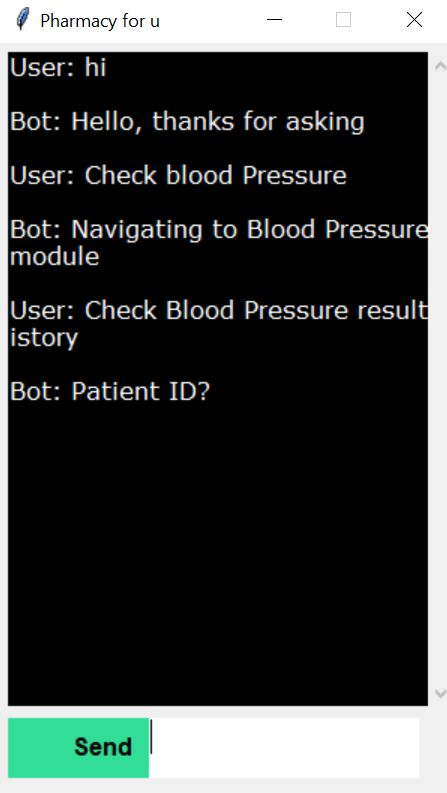 Pharmacy for u
User: hi
Bot: Hello, thanks for asking
User: Check blood Pressure
Bot: Navigating to Blood Pressure
module
User: Check Blood Pressure result
istory
Bot: Patient ID?
Send